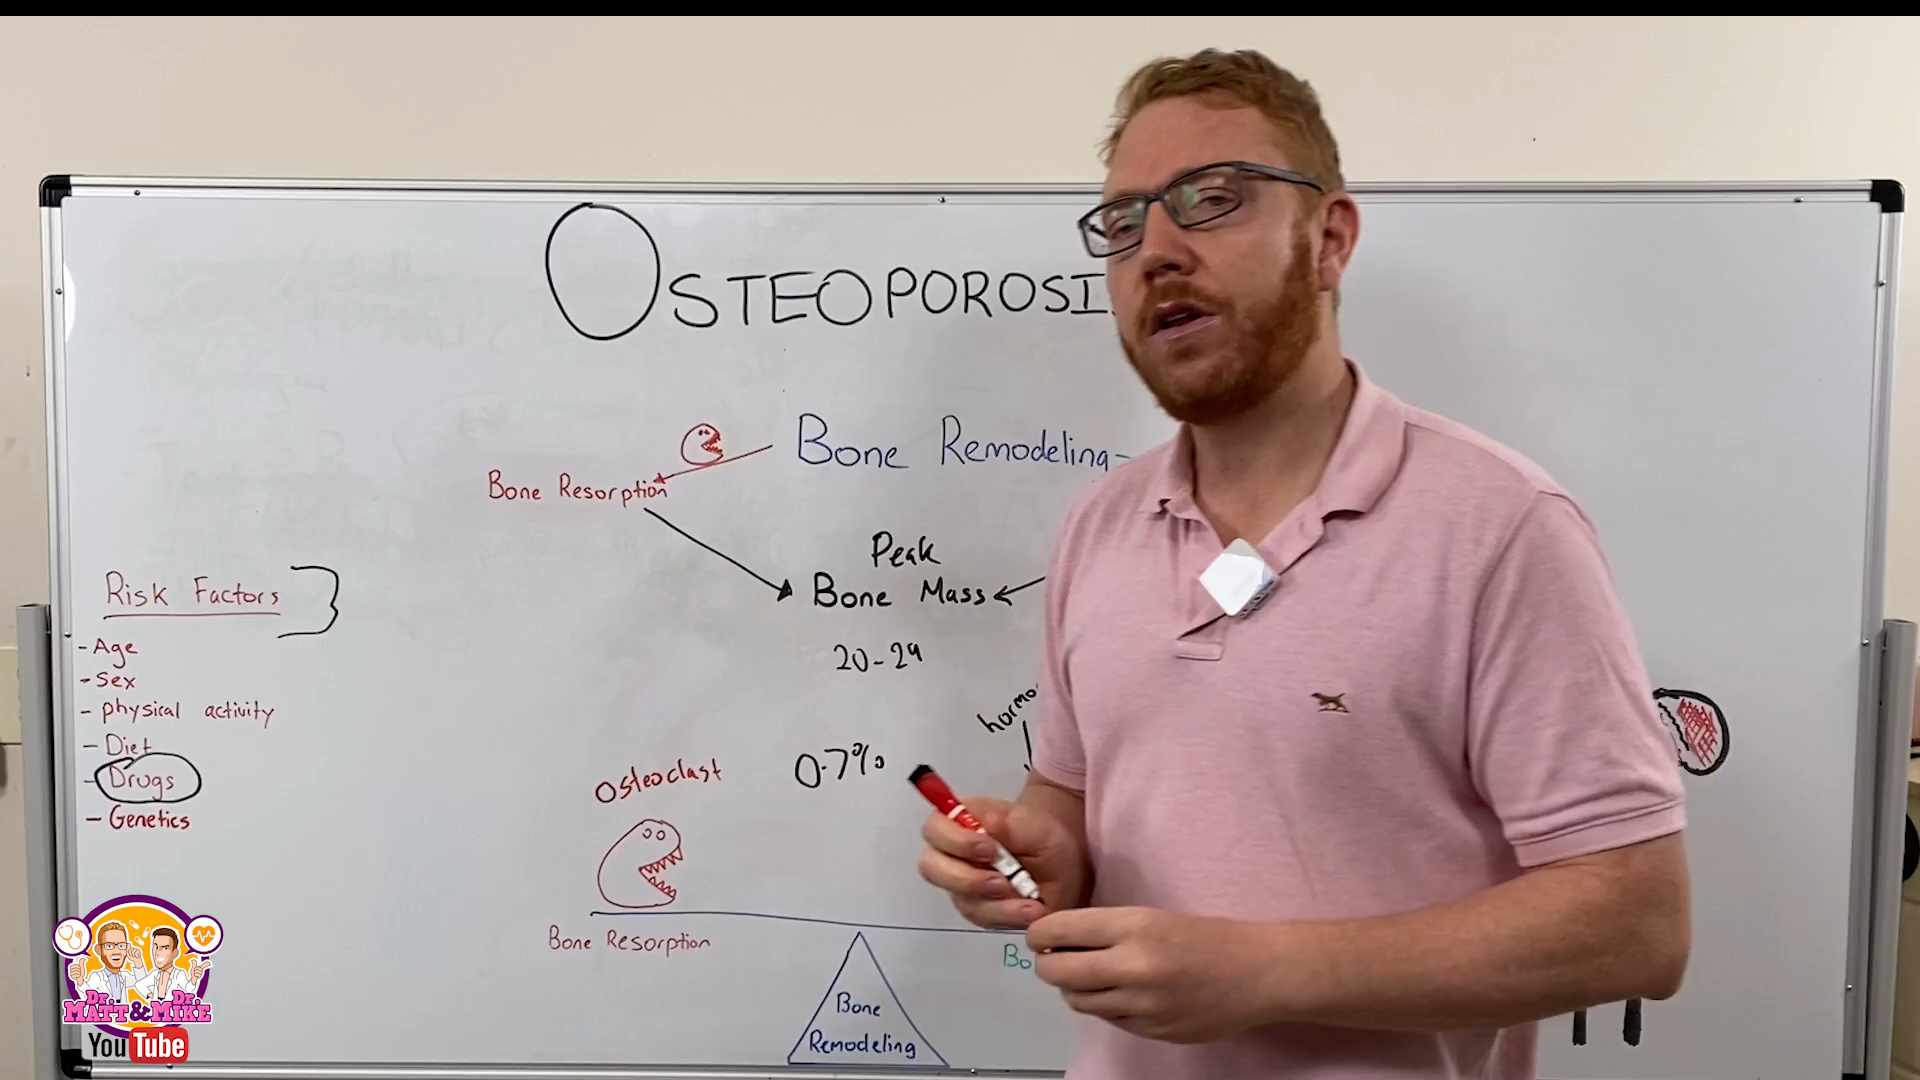 OSTEOPOROSI
Bone Remodeling
Bone Resorption
Peak
Bone Mass
20-29
Risk Factors
- Age
- Sex
- physical activity
- Diet
- Drugs
- Genetics
hormo
0.7%
Osteoclast
Bone Resorption
Bo
Bone
Remodeling
Dr. Dr.
MATT & MIKE
YouTube